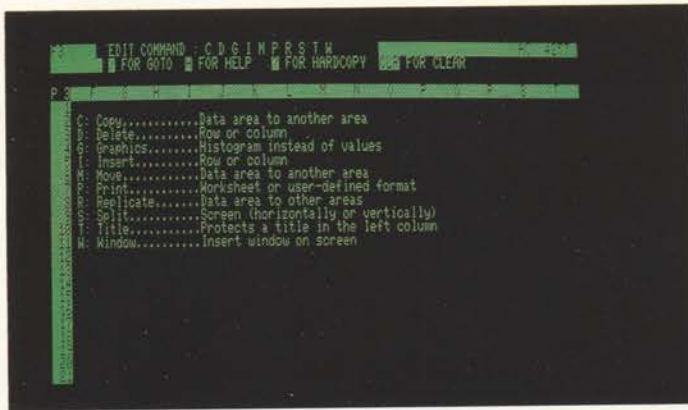 EDIT COMMAND : C D G I M P R S T W
FOR GOTO FOR HELP FOR HARDCOPY CLR FOR CLEAR
P 3 F G H I J K L M N O P Q R S T
C: Copy............Data area to another area
D: Delete..........Row or column
G: Graphics........Histogram instead of values
I: Insert..........Row or column
M: Move............Data area to another area
P: Print...........Worksheet or user-defined format
R: Replicate.......Data area to other areas
S: Split...........Screen (horizontally or vertically)
T: Title...........Protects a title in the left column
W: Window..........Insert window on screen